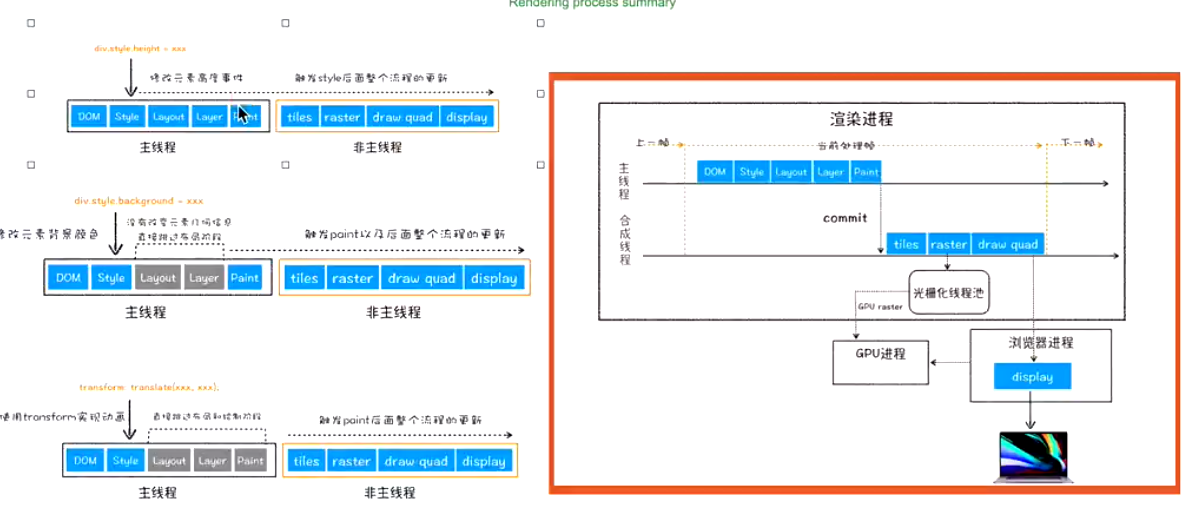 Rendering process summary
div.style.height = xxx
修改元素高度事件
触发style后面整个流程的更新
DOM Style Layout Layer Paint
tiles raster draw quad display
主线程
非主线程
div.style.background = xxx
修改元素背景颜色
没有改变元素几何信息
直接跳过布局阶段
触发paint以及后面整个流程的更新
DOM Style Layout Layer Paint
tiles raster draw quad display
主线程
非主线程
transform: translate(xxx, xxx),
使用transform实现动画
直接跳过布局和绘制阶段
触发paint后面整个流程的更新
DOM Style Layout Layer Paint
tiles raster draw quad display
主线程
非主线程
渲染进程
上一帧
当前处理帧
下一帧
主线程
DOM Style Layout Layer Paint
commit
合成线程
tiles raster draw quad
光栅化线程池
GPU raster
GPU进程
浏览器进程
display